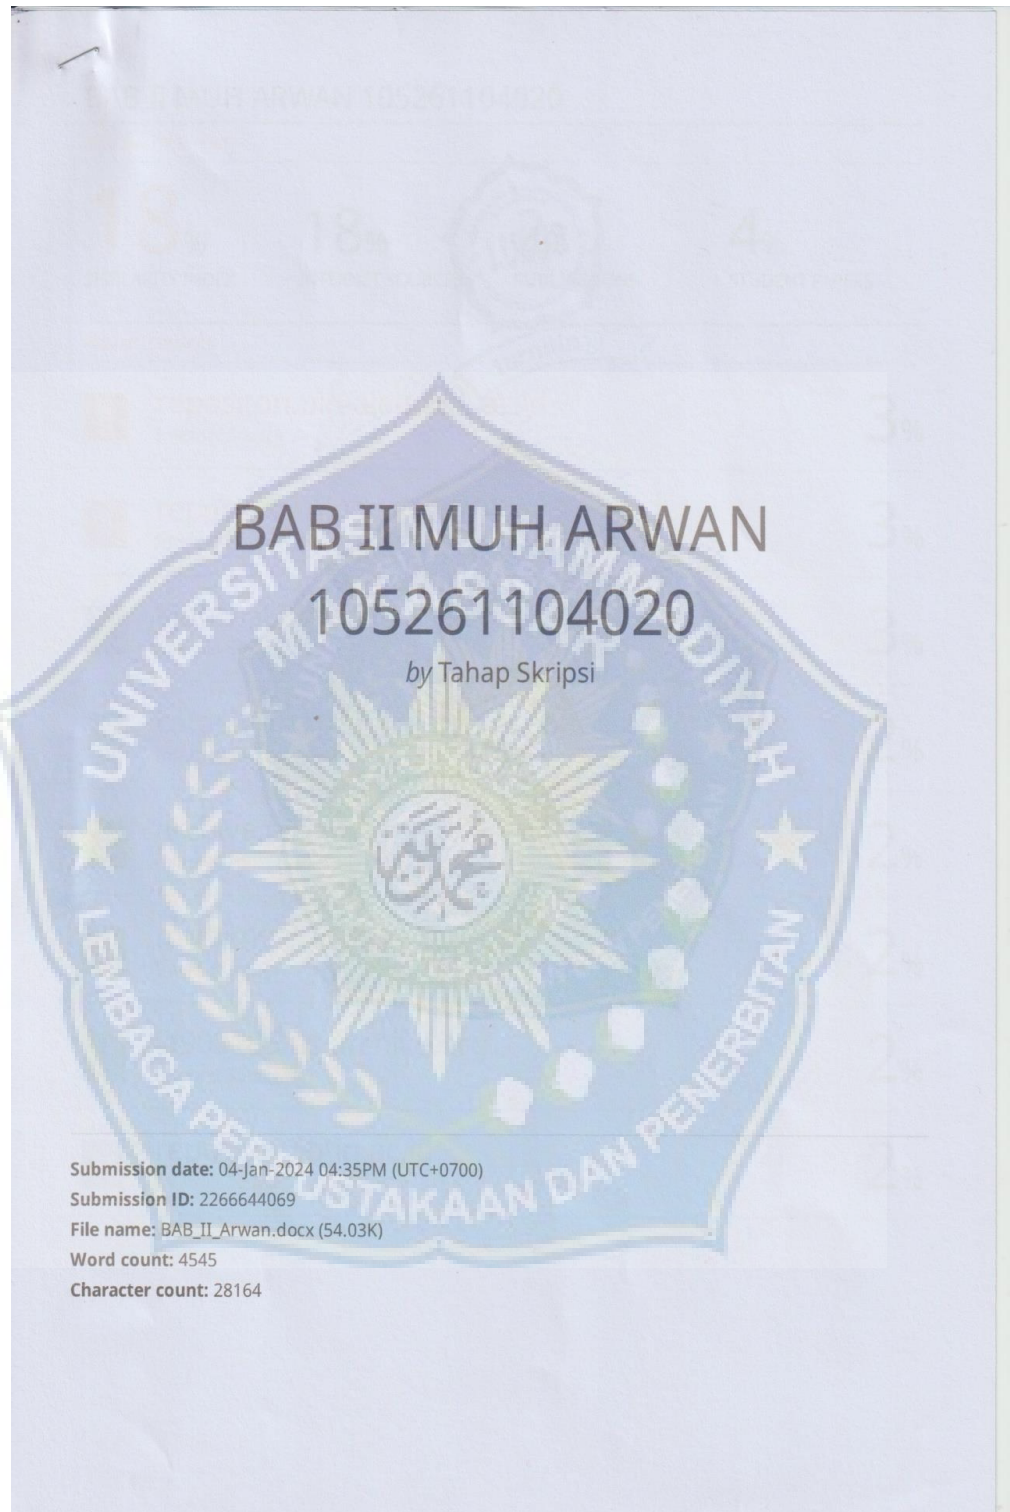 BAB II MUH ARWAN
105261104020
by Tahap Skripsi
UNIVERSITAS MUHAMMADIYAH
MAKASSAR
محمد
LEMBAGA PERPUSTAKAAN DAN PENERBITAN
Submission date: 04-Jan-2024 04:35PM (UTC+0700)
Submission ID: 2266644069
File name: BAB_II_Arwan.docx (54.03K)
Word count: 4545
Character count: 28164